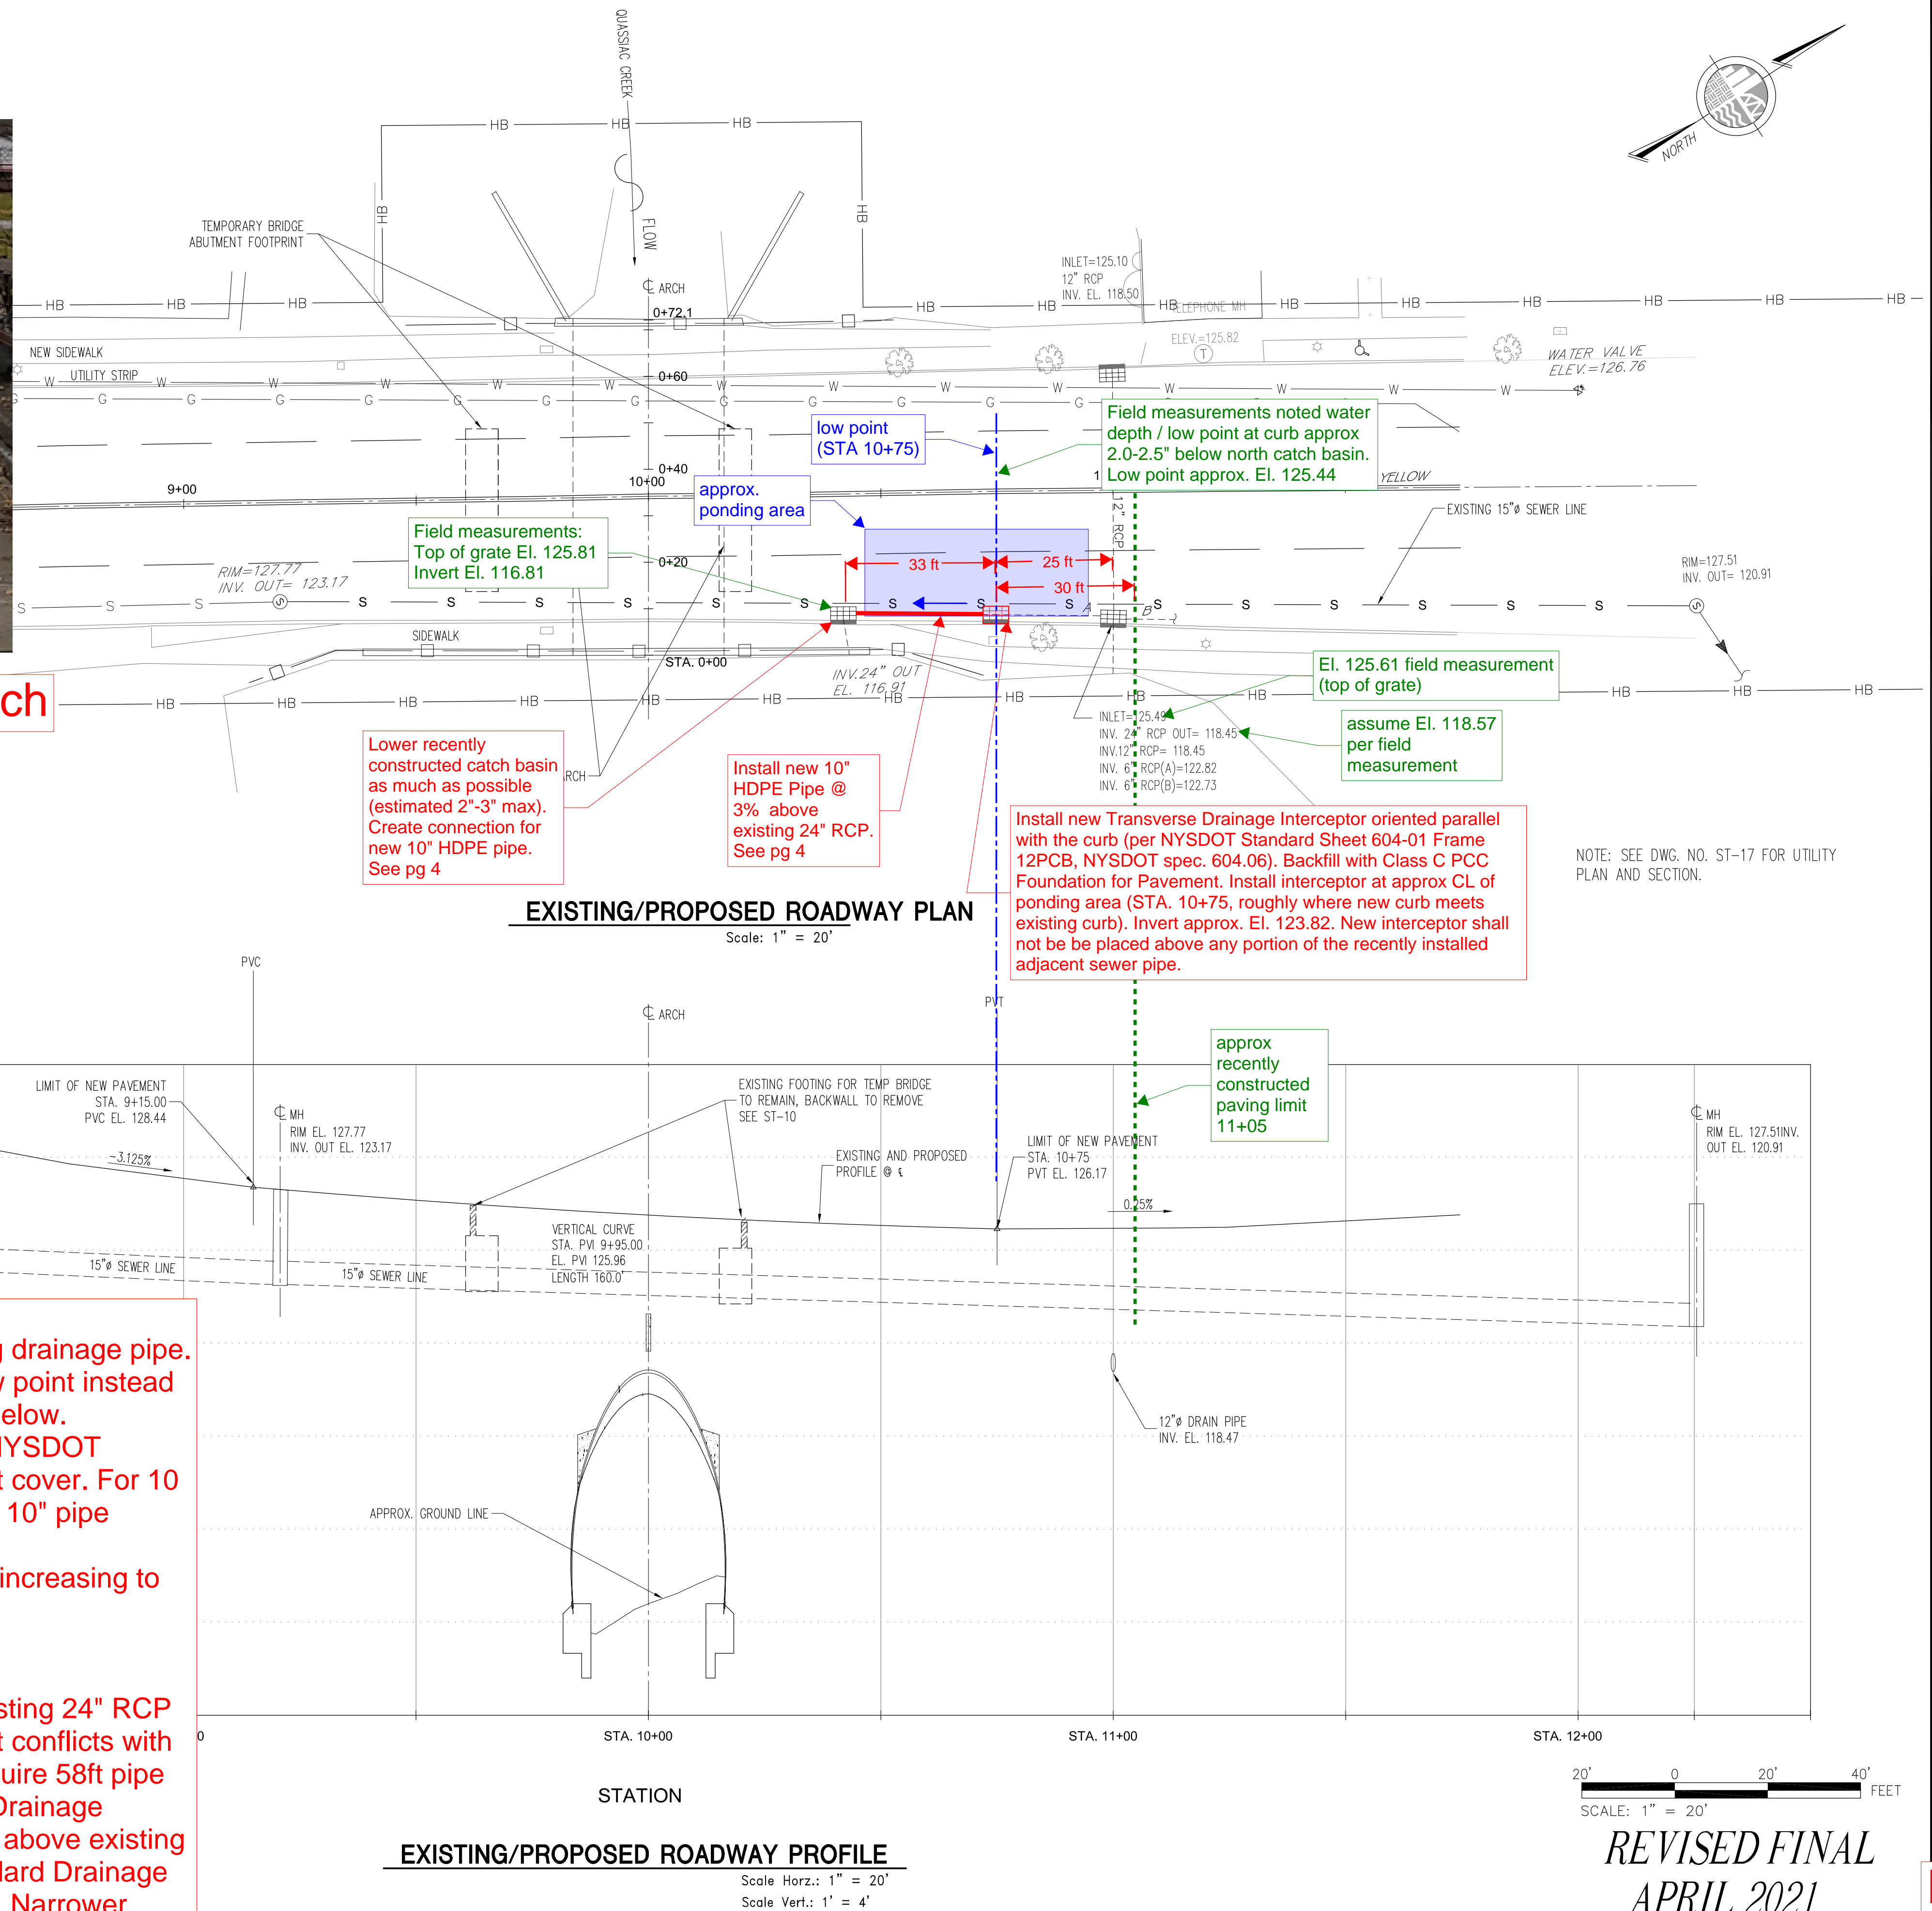 QUASSIAC CREEK
FLOW
NORTH
HB
HB
HB
HB
HB
TEMPORARY BRIDGE
ABUTMENT FOOTPRINT
INLET=125.10
12" RCP
INV. EL. 118.50
HB
HB
HB
HB
HB
HB
HB
HB
HB
HB
HB
HB
TELEPHONE MH
℄ ARCH
0+72.1
ELEV.=125.82
T
NEW SIDEWALK
UTILITY STRIP
WATER VALVE
ELEV.=126.76
0+60
W W W W W W W W W W W W W
G G G G G G G G G G G G G
low point
(STA 10+75)
Field measurements noted water
depth / low point at curb approx
2.0-2.5" below north catch basin.
Low point approx. El. 125.44
0+40
9+00
10+00
1
YELLOW
approx.
ponding area
12" RCP
EXISTING 15"ø SEWER LINE
Field measurements:
Top of grate El. 125.81
Invert El. 116.81
0+20
33 ft
25 ft
30 ft
RIM=127.77
INV. OUT= 123.17
RIM=127.51
INV. OUT= 120.91
S S S S S S S S S S S S S S S S S S S S
A
B
SIDEWALK
STA. 0+00
INV.24" OUT
EL. 116.91
El. 125.61 field measurement
(top of grate)
ch
HB HB HB HB HB HB HB HB HB HB HB HB HB HB
INLET=125.49
INV. 24" RCP OUT= 118.45
INV.12" RCP= 118.45
INV. 6" RCP(A)=122.82
INV. 6" RCP(B)=122.73
assume El. 118.57
per field
measurement
Lower recently
constructed catch basin
as much as possible
(estimated 2"-3" max).
Create connection for
new 10" HDPE pipe.
See pg 4
RCH
Install new 10"
HDPE Pipe @
3% above
existing 24" RCP.
See pg 4
Install new Transverse Drainage Interceptor oriented parallel
with the curb (per NYSDOT Standard Sheet 604-01 Frame
12PCB, NYSDOT spec. 604.06). Backfill with Class C PCC
Foundation for Pavement. Install interceptor at approx CL of
ponding area (STA. 10+75, roughly where new curb meets
existing curb). Invert approx. El. 123.82. New interceptor shall
not be be placed above any portion of the recently installed
adjacent sewer pipe.
NOTE: SEE DWG. NO. ST-17 FOR UTILITY
PLAN AND SECTION.
EXISTING/PROPOSED ROADWAY PLAN
Scale: 1" = 20'
PVC
℄ ARCH
PVT
approx
recently
constructed
paving limit
11+05
LIMIT OF NEW PAVEMENT
STA. 9+15.00
PVC EL. 128.44
℄ MH
RIM EL. 127.77
INV. OUT EL. 123.17
EXISTING FOOTING FOR TEMP BRIDGE
TO REMAIN, BACKWALL TO REMOVE
SEE ST-10
LIMIT OF NEW PAVEMENT
STA. 10+75
PVT EL. 126.17
℄ MH
RIM EL. 127.51INV.
OUT EL. 120.91
-3.125%
EXISTING AND PROPOSED
PROFILE @ ℄
0.25%
VERTICAL CURVE
STA. PVI 9+95.00
EL. PVI 125.96
LENGTH 160.0'
15"ø SEWER LINE
15"ø SEWER LINE
12"ø DRAIN PIPE
INV. EL. 118.47
APPROX. GROUND LINE
g drainage pipe.
w point instead
elow.
NYSDOT
t cover. For 10
10" pipe
increasing to
sting 24" RCP
t conflicts with
uire 58ft pipe
Drainage
above existing
dard Drainage
Narrower
0
STA. 10+00
STA. 11+00
STA. 12+00
STATION
EXISTING/PROPOSED ROADWAY PROFILE
Scale Horz.: 1" = 20'
Scale Vert.: 1' = 4'
20' 0 20' 40'
FEET
SCALE: 1" = 20'
REVISED FINAL
APRIL 2021